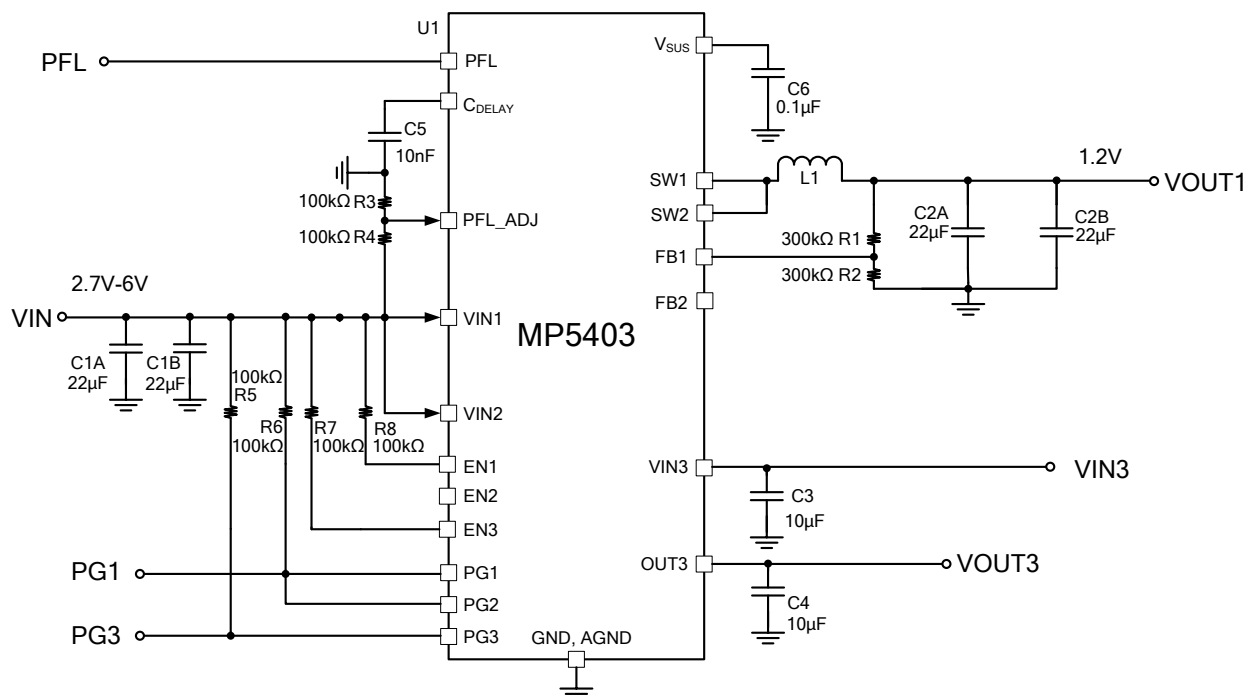 U1
PFL
PFL
VSUS
C6
0.1μF
CDELAY
C5
10nF
1.2V
SW1
L1
VOUT1
100kΩ R3
SW2
C2A
22μF
C2B
22μF
PFL_ADJ
100kΩ R4
300kΩ R1
FB1
300kΩ R2
2.7V-6V
FB2
VIN
VIN1
MP5403
C1A
22μF
C1B
22μF
100kΩ
R5
VIN2
R6
100kΩ
R7
100kΩ
R8
100kΩ
EN1
VIN3
VIN3
EN2
C3
10μF
EN3
OUT3
VOUT3
PG1
PG1
C4
10μF
PG2
PG3
PG3
GND, AGND